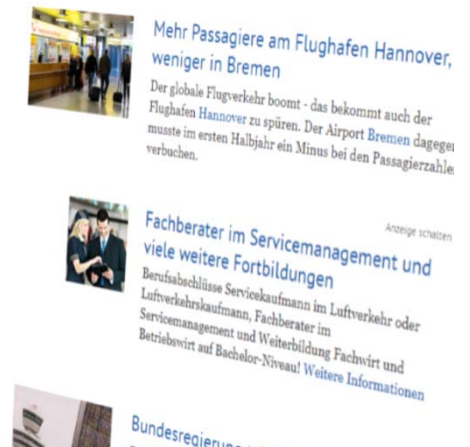 Mehr Passagiere am Flughafen Hannover,
weniger in Bremen
Der globale Flugverkehr boomt - das bekommt auch der
Flughafen Hannover zu spüren. Der Airport Bremen dagegen
musste im ersten Halbjahr ein Minus bei den Passagierzahlen
verbuchen.
Anzeige schalten
Fachberater im Servicemanagement und
viele weitere Fortbildungen
Berufsabschlüsse Servicekaufmann im Luftverkehr oder
Luftverkehrskaufmann, Fachberater im
Servicemanagement und Weiterbildung Fachwirt und
Betriebswirt auf Bachelor-Niveau! Weitere Informationen
Bundesregierung